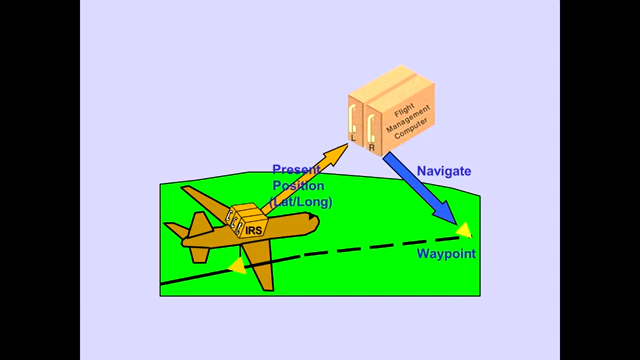 Flight
Management
Computer
L
R
Present
Position
(Lat/Long)
Navigate
IRS
Waypoint